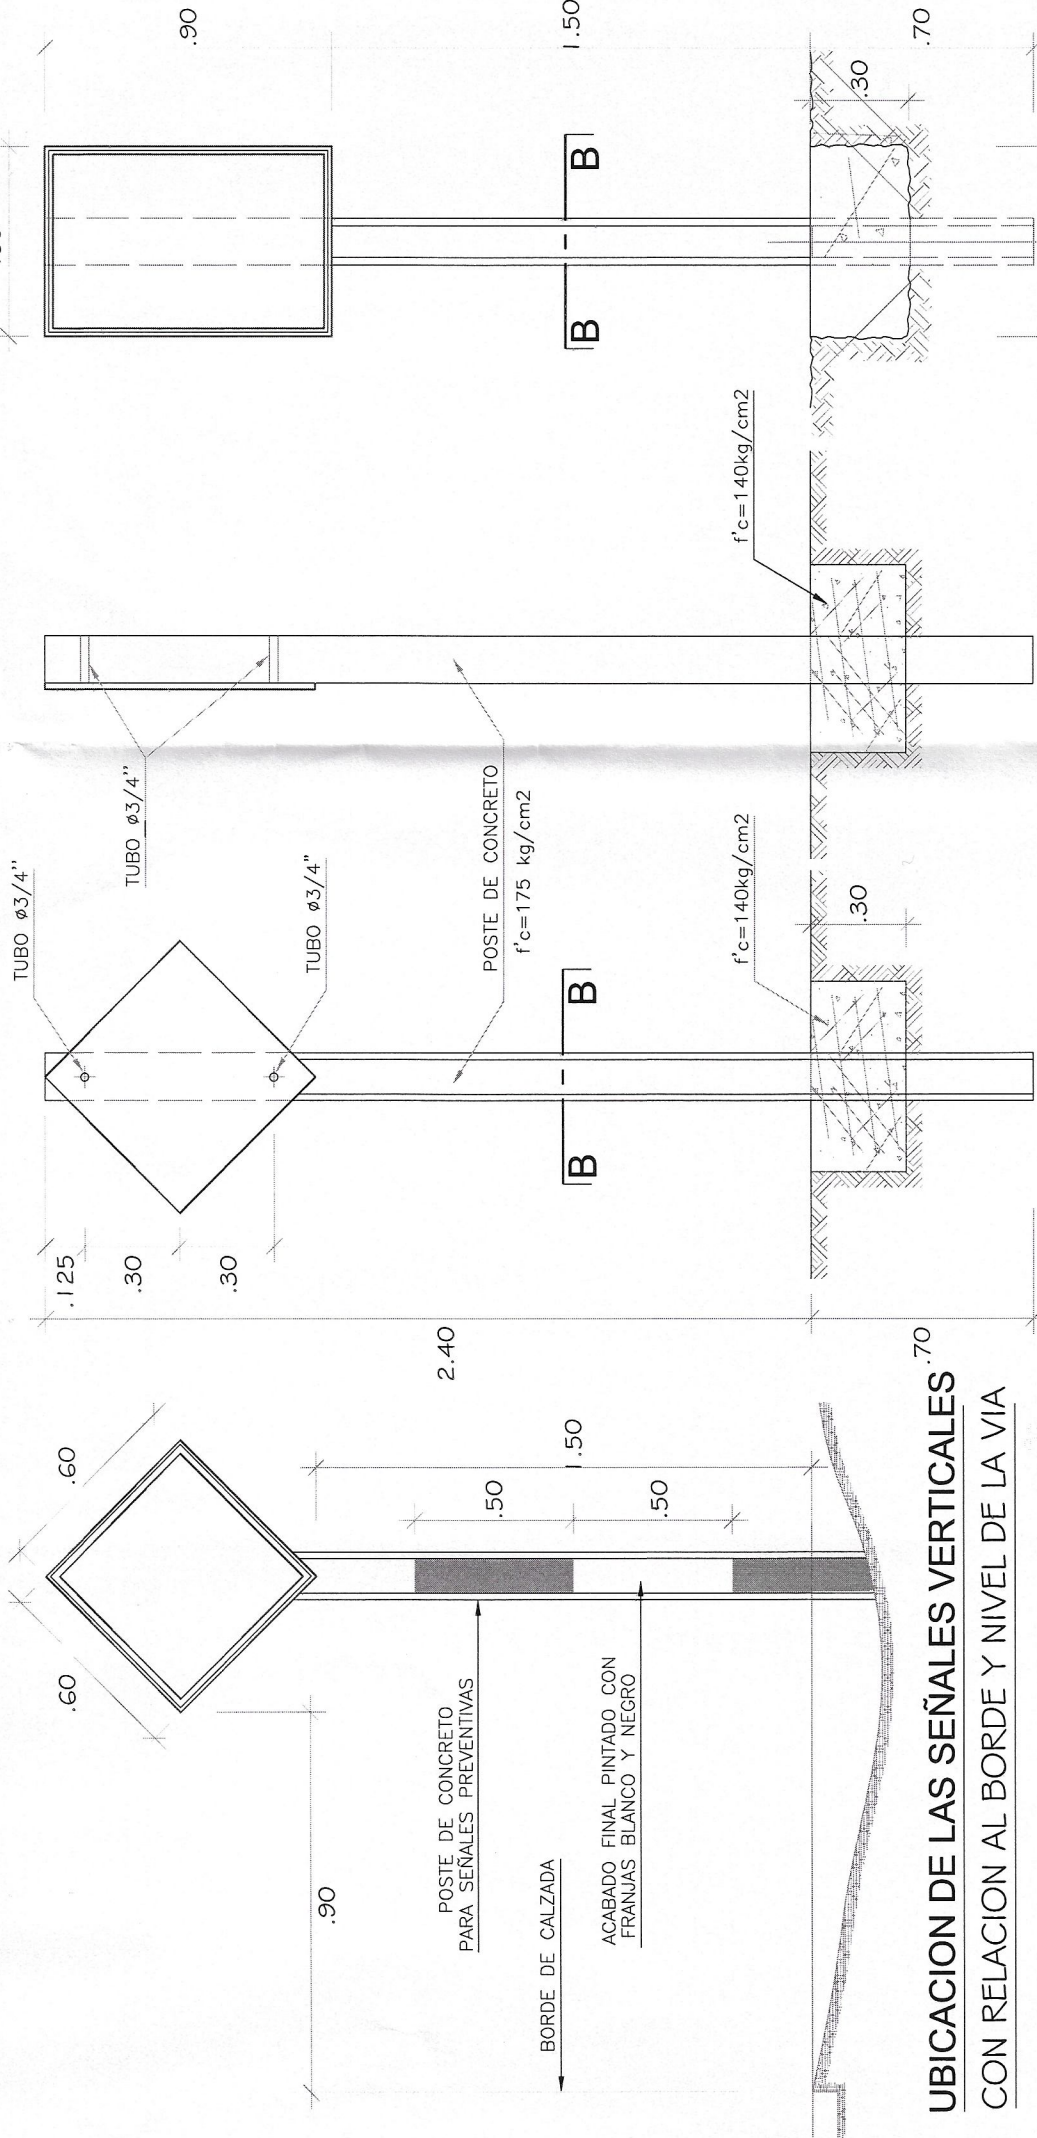 .60
.60
.90
POSTE DE CONCRETO
PARA SEÑALES PREVENTIVAS
BORDE DE CALZADA
ACABADO FINAL PINTADO CON
FRANJAS BLANCO Y NEGRO
.50
.50
1.50
UBICACION DE LAS SEÑALES VERTICALES
CON RELACION AL BORDE Y NIVEL DE LA VIA
2.40
.70
.125
.30
.30
TUBO ø3/4"
TUBO ø3/4"
TUBO ø3/4"
POSTE DE CONCRETO
f'c=175 kg/cm2
B
B
f'c=140kg/cm2
.30
f'c=140kg/cm2
B
B
.90
1.50
.30
.70